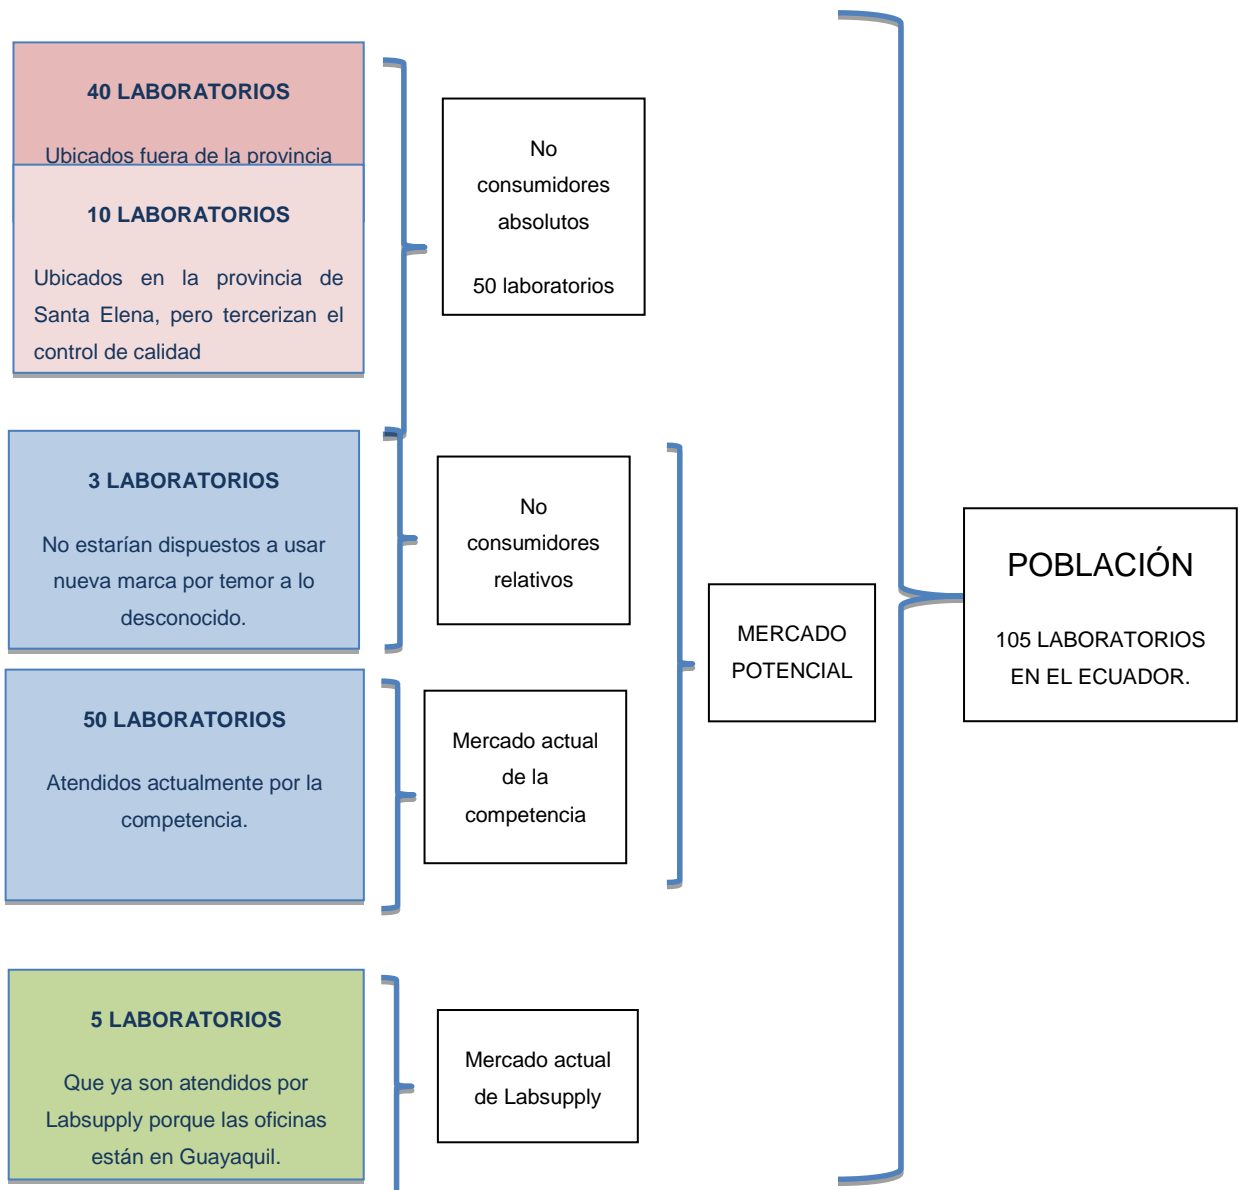 40 LABORATORIOS
Ubicados fuera de la provincia
10 LABORATORIOS
Ubicados en la provincia de
Santa Elena, pero tercerizan el
control de calidad
No
consumidores
absolutos
50 laboratorios
3 LABORATORIOS
No estarían dispuestos a usar
nueva marca por temor a lo
desconocido.
No
consumidores
relativos
50 LABORATORIOS
Atendidos actualmente por la
competencia.
Mercado actual
de la
competencia
MERCADO
POTENCIAL
5 LABORATORIOS
Que ya son atendidos por
Labsupply porque las oficinas
están en Guayaquil.
Mercado actual
de Labsupply
POBLACIÓN
105 LABORATORIOS
EN EL ECUADOR.